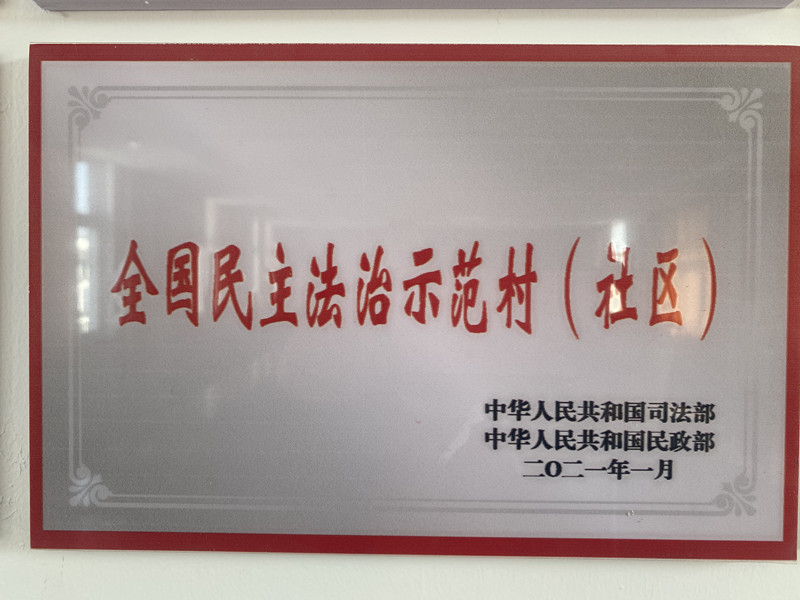 全国民主法治示范村（社区）
中华人民共和国司法部
中华人民共和国民政部
二〇二一年一月